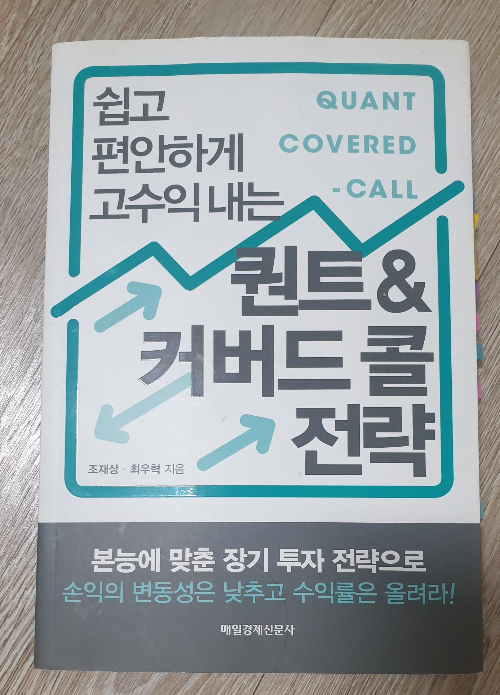 쉽고
편안하게
고수익 내는
QUANT
COVERED
-CALL
퀀트&
커버드 콜
전략
조재상 · 최우혁 지음
본능에 맞춘 장기 투자 전략으로
손익의 변동성은 낮추고 수익률은 올려라!
매일경제신문사